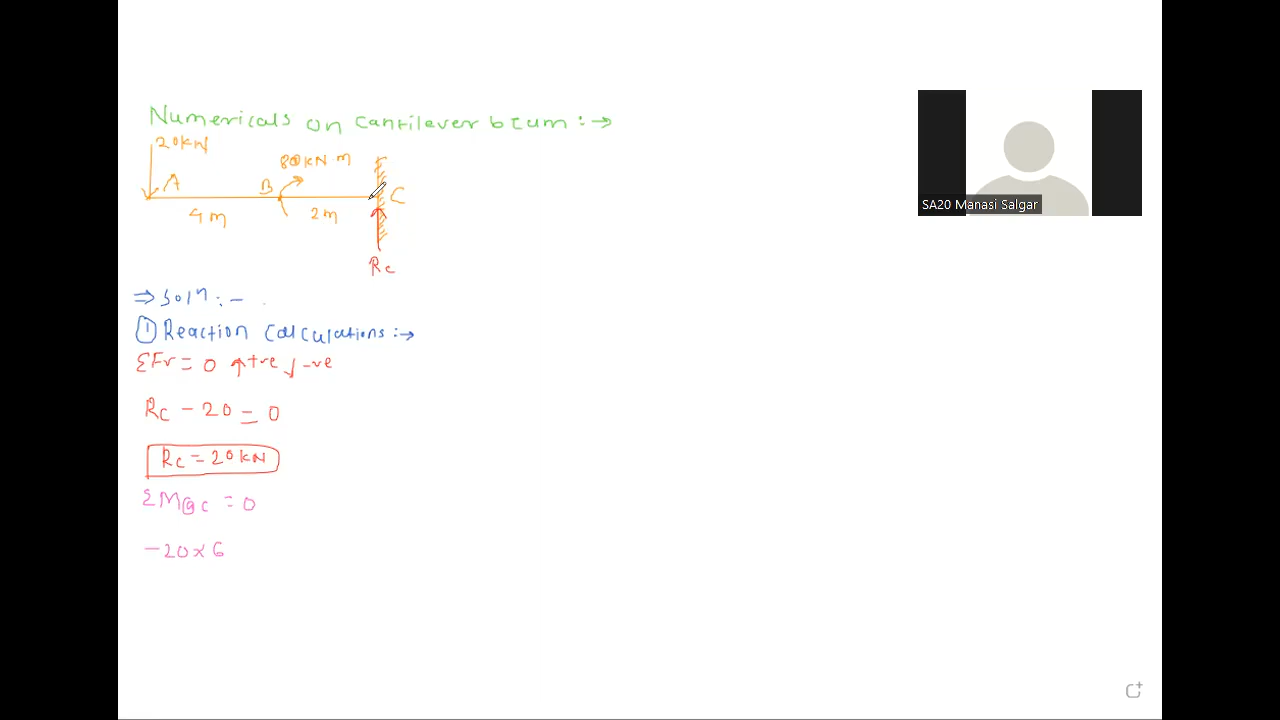 Numericals on Cantilever beam :→
20kN
80kN·m
A
B
C
4m
2m
Rc
⇒ Soln :-
① Reaction Calculations :→
ΣFv = 0 ↑+ve ↓-ve
Rc - 20 = 0
Rc = 20kN
ΣM@c = 0
-20×6
SA20 Manasi Salgar